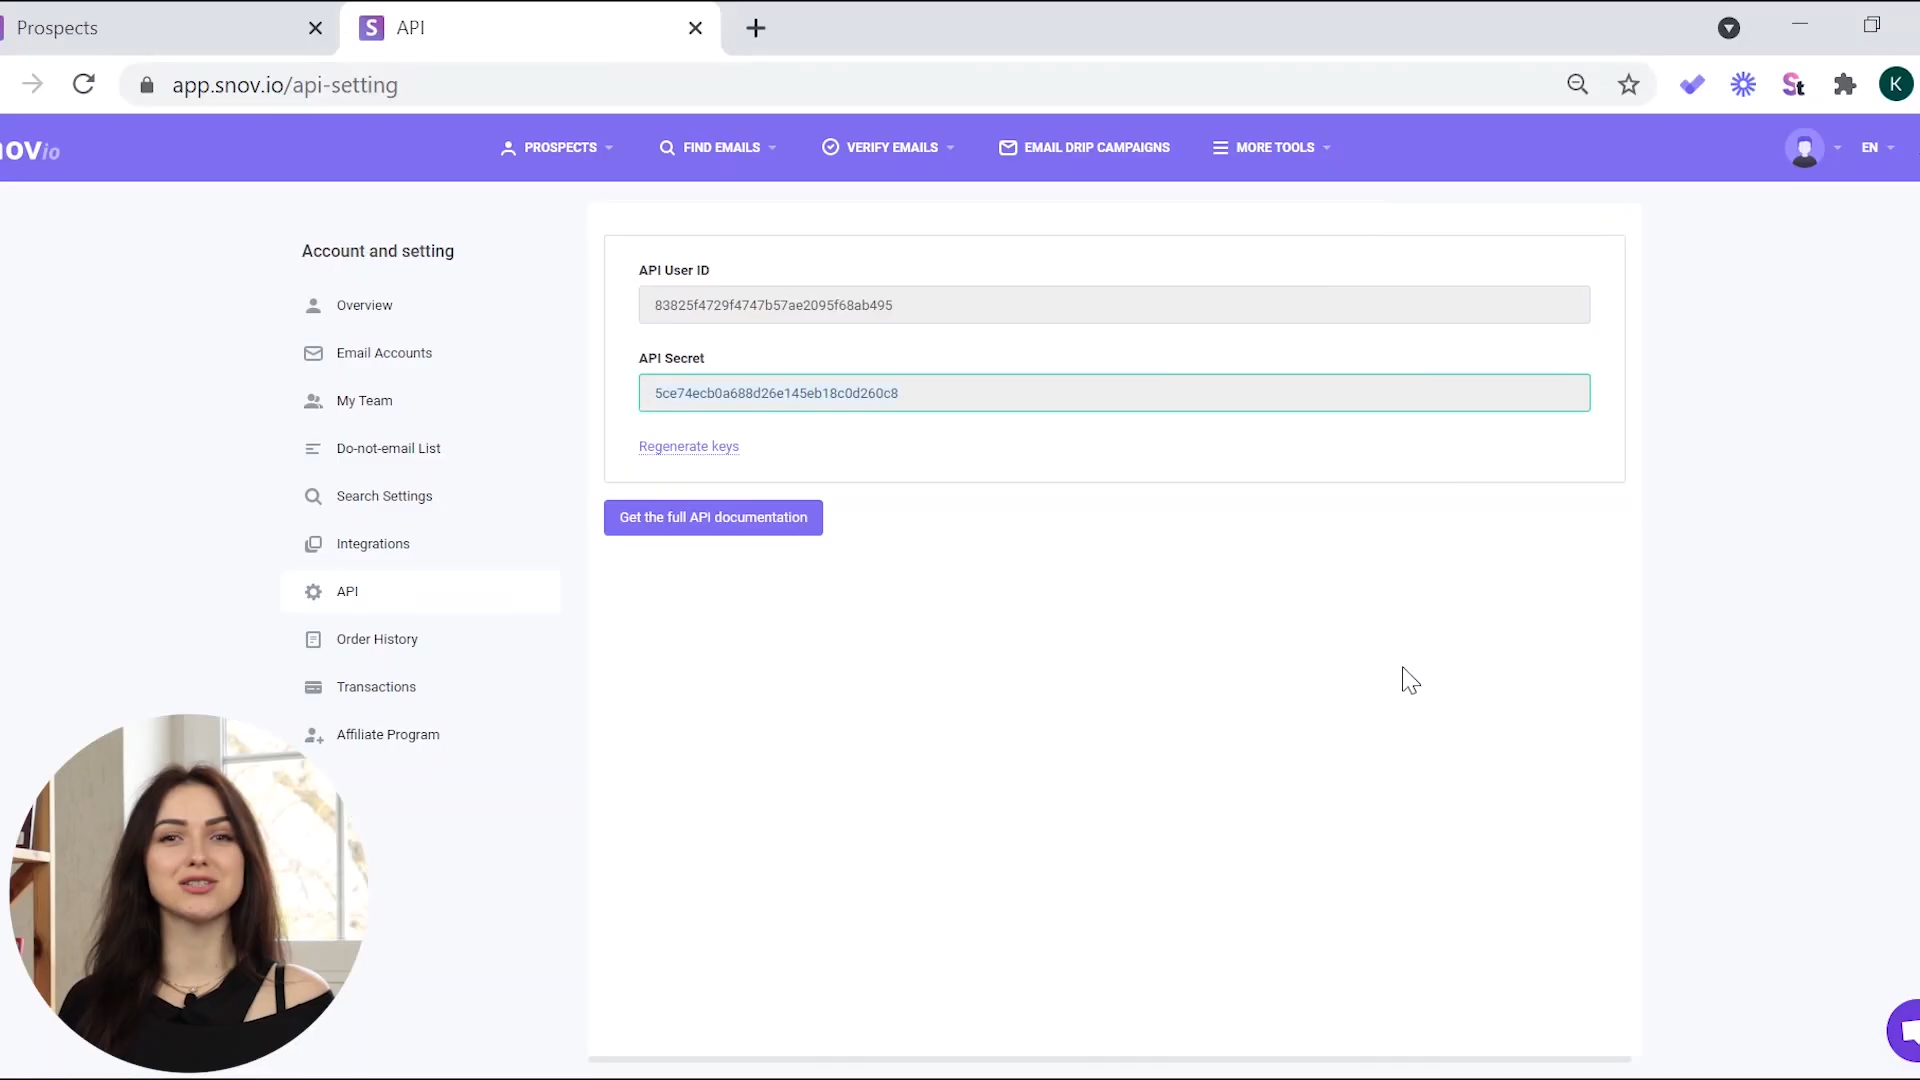 Prospects
S API
app.snov.io/api-setting
St
K
novio
PROSPECTS
FIND EMAILS
VERIFY EMAILS
EMAIL DRIP CAMPAIGNS
MORE TOOLS
EN
Account and setting
Overview
Email Accounts
My Team
Do-not-email List
Search Settings
Integrations
API
Order History
Transactions
Affiliate Program
API User ID
83825f4729f4747b57ae2095f68ab495
API Secret
5ce74ecb0a688d26e145eb18c0d260c8
Regenerate keys
Get the full API documentation